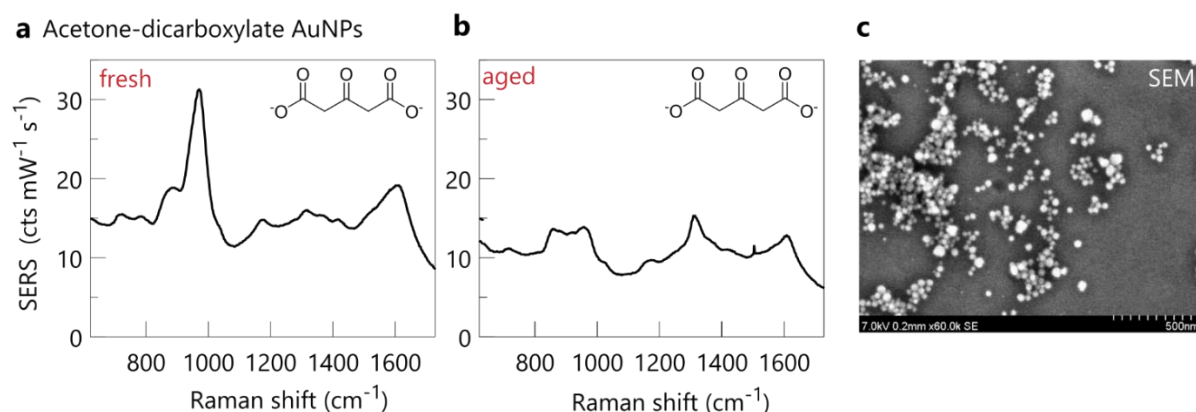 a Acetone-dicarboxylate AuNPs
b
c
fresh
O O O
-O O-
30
20
10
0
SERS (cts mW-1 s-1)
800 1000 1200 1400 1600
Raman shift (cm-1)
aged
O O O
-O O-
30
20
10
0
800 1000 1200 1400 1600
Raman shift (cm-1)
SEM
7.0kV 0.2mm x60.0k SE
500nm